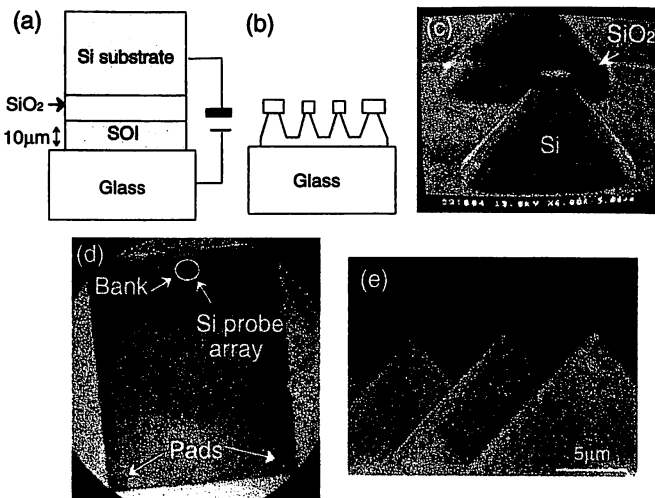 (a)
Si substrate
SiO₂
10μm
SOI
Glass
(b)
Glass
(c)
SiO₂
Si
(d)
Bank
Si probe
array
Pads
(e)
5μm